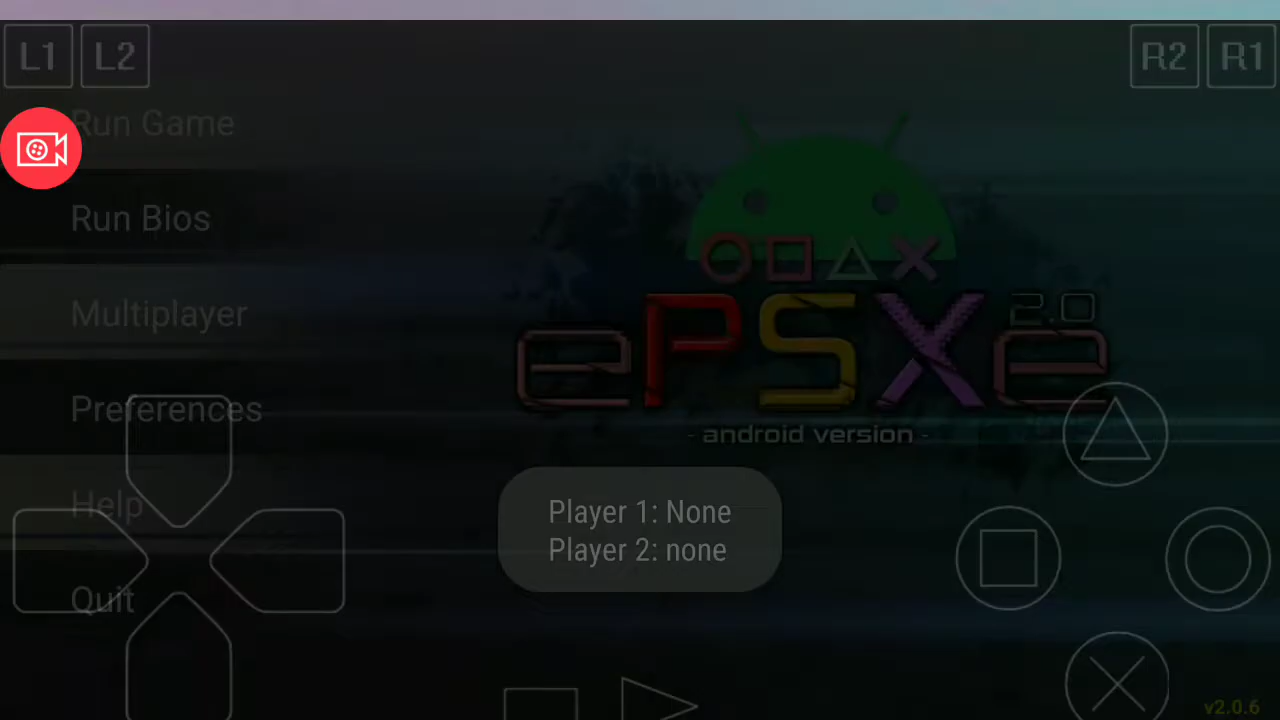 L1 L2 R2 R1
Run Game
Run Bios
Multiplayer
ePSXe 2.0
Preferences
- android version -
Help
Player 1: None
Player 2: none
Quit
v2.0.6